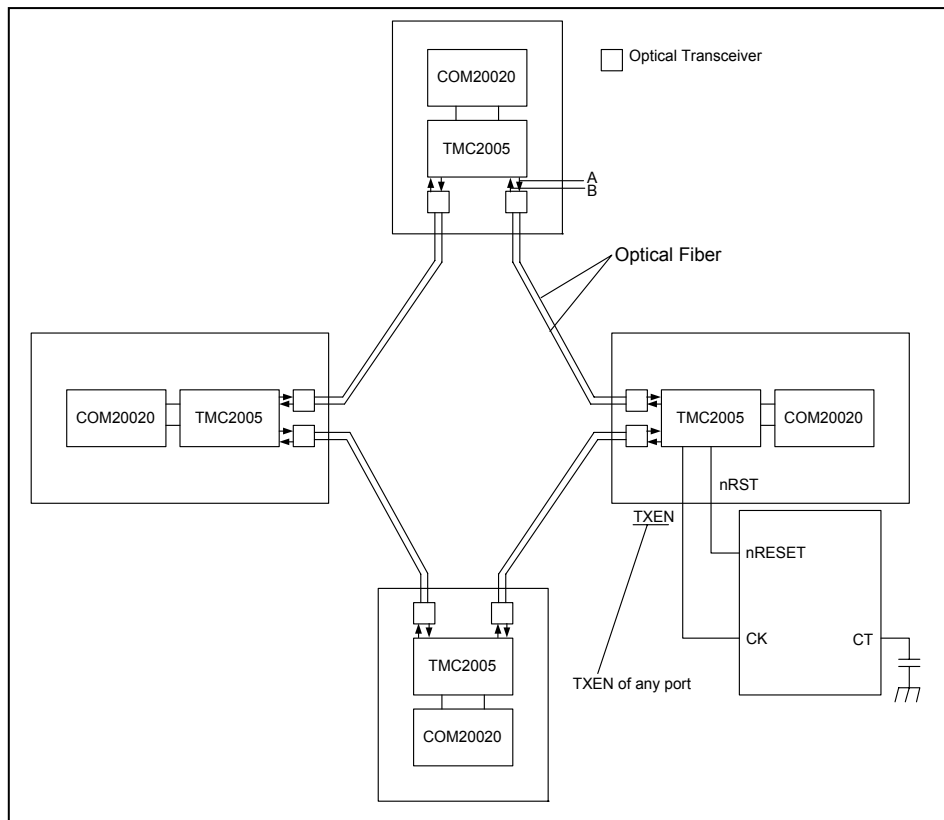 Optical Transceiver
COM20020
TMC2005
A
B
Optical Fiber
COM20020
TMC2005
TMC2005
COM20020
nRST
TXEN
nRESET
CK
CT
TMC2005
TXEN of any port
COM20020